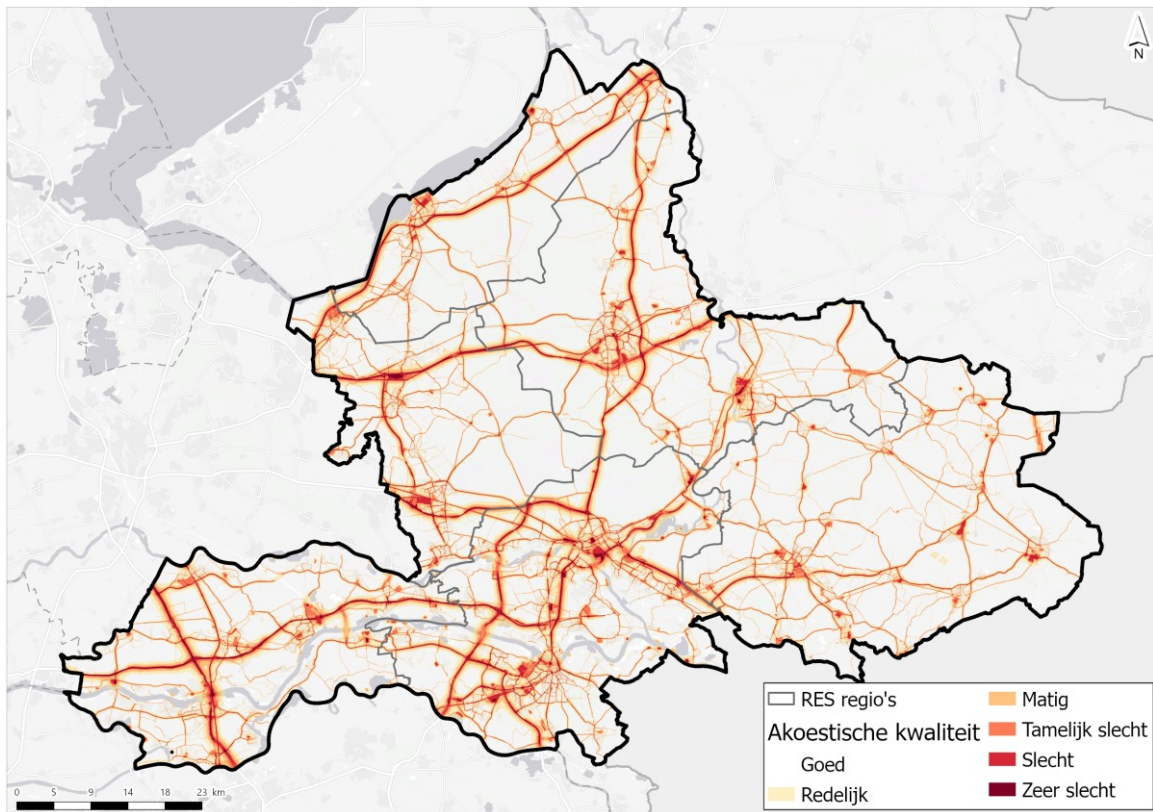 N
RES regio's
Akoestische kwaliteit
Goed
Redelijk
Matig
Tamelijk slecht
Slecht
Zeer slecht
0 5 9 14 18 23 km